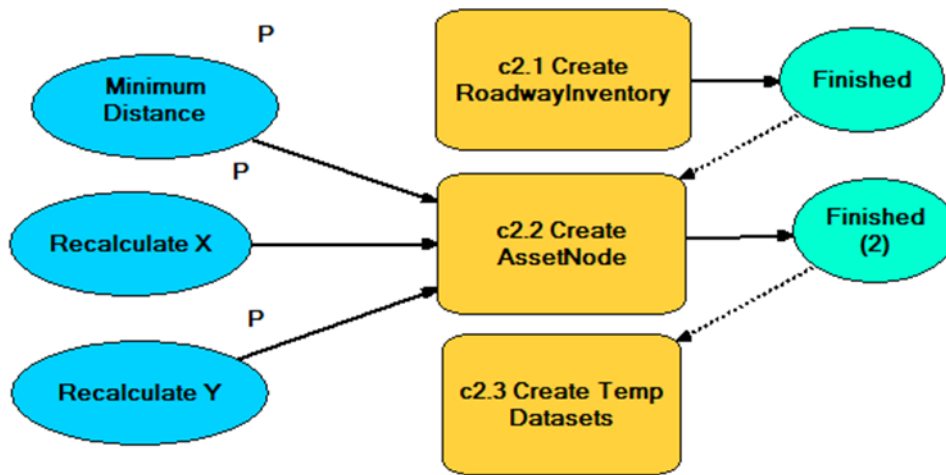 P
Minimum
Distance
c2.1 Create
RoadwayInventory
Finished
P
Recalculate X
c2.2 Create
AssetNode
Finished
(2)
P
Recalculate Y
c2.3 Create Temp
Datasets